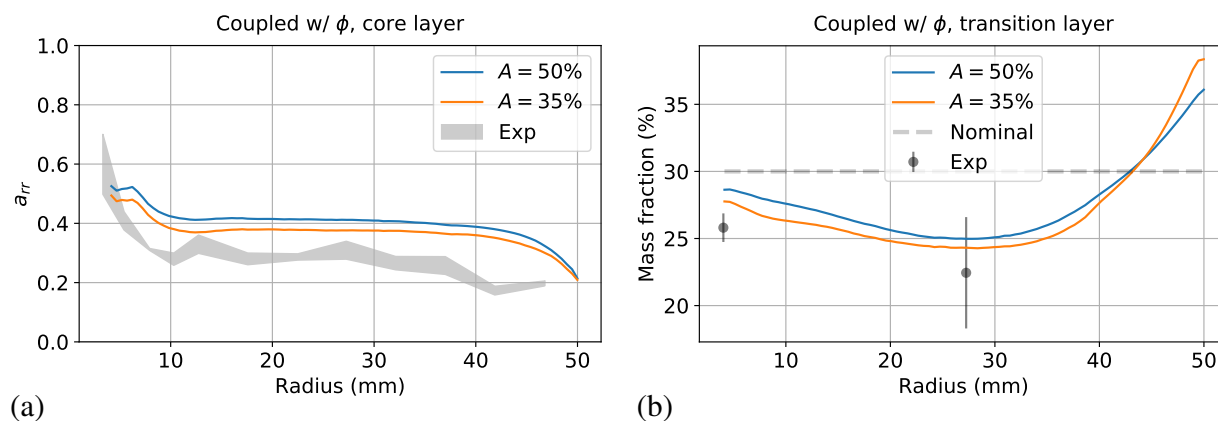 Coupled w/ ϕ, core layer
1.0
0.8
0.6
0.4
0.2
0.0
a_rr
A = 50%
A = 35%
Exp
10 20 30 40 50
Radius (mm)
(a)
Coupled w/ ϕ, transition layer
35
30
25
20
Mass fraction (%)
A = 50%
A = 35%
Nominal
Exp
10 20 30 40 50
Radius (mm)
(b)